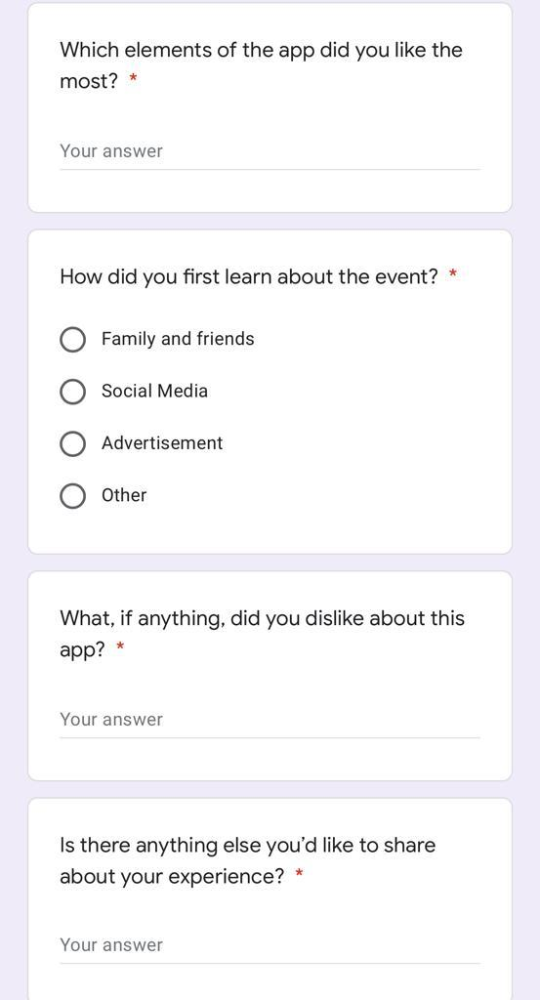 Which elements of the app did you like the
most? *
Your answer
How did you first learn about the event? *
Family and friends
Social Media
Advertisement
Other
What, if anything, did you dislike about this
app? *
Your answer
Is there anything else you’d like to share
about your experience? *
Your answer